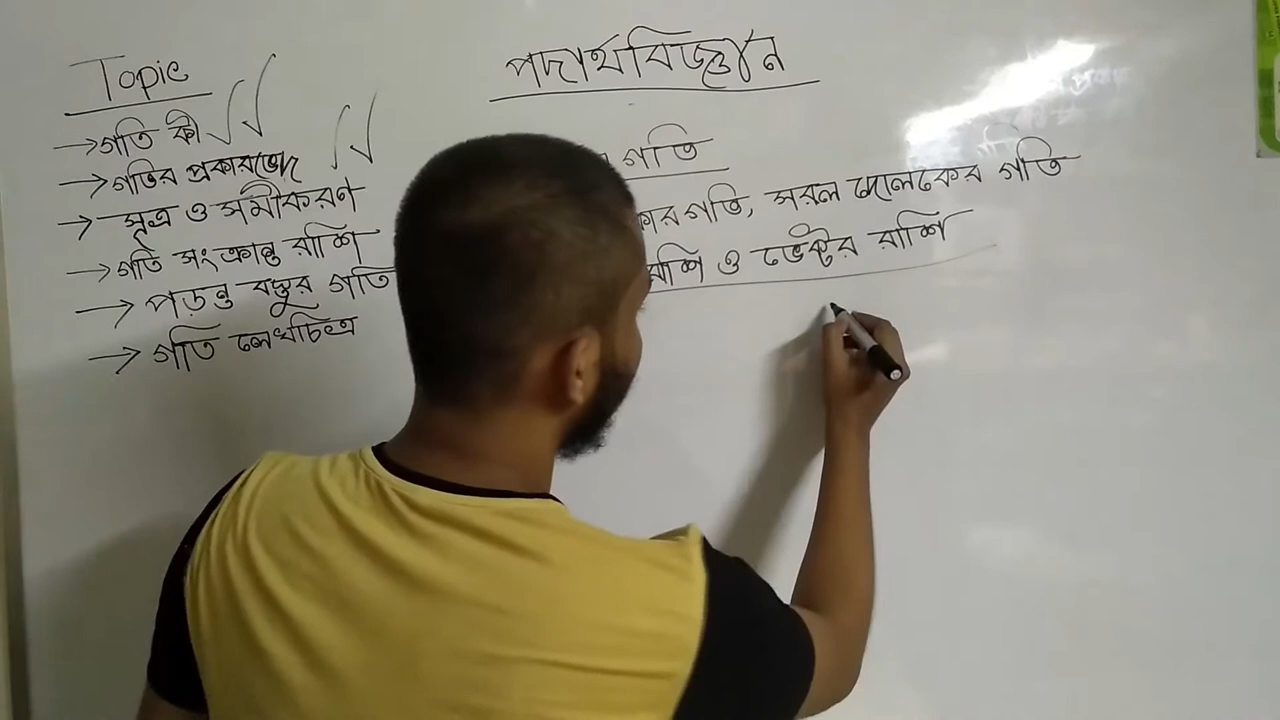 Topic
পদার্থবিজ্ঞান
→গতি কী
→গতির প্রকারভেদ
→ সূত্র ও সমীকরণ
→গতি সংক্রান্ত রাশি
→ পড়ন্ত বস্তুর গতি
→ গতি লেখচিত্র
গতি
কার গতি, সরল দোলকের গতি
রাশি ও ভেক্টর রাশি